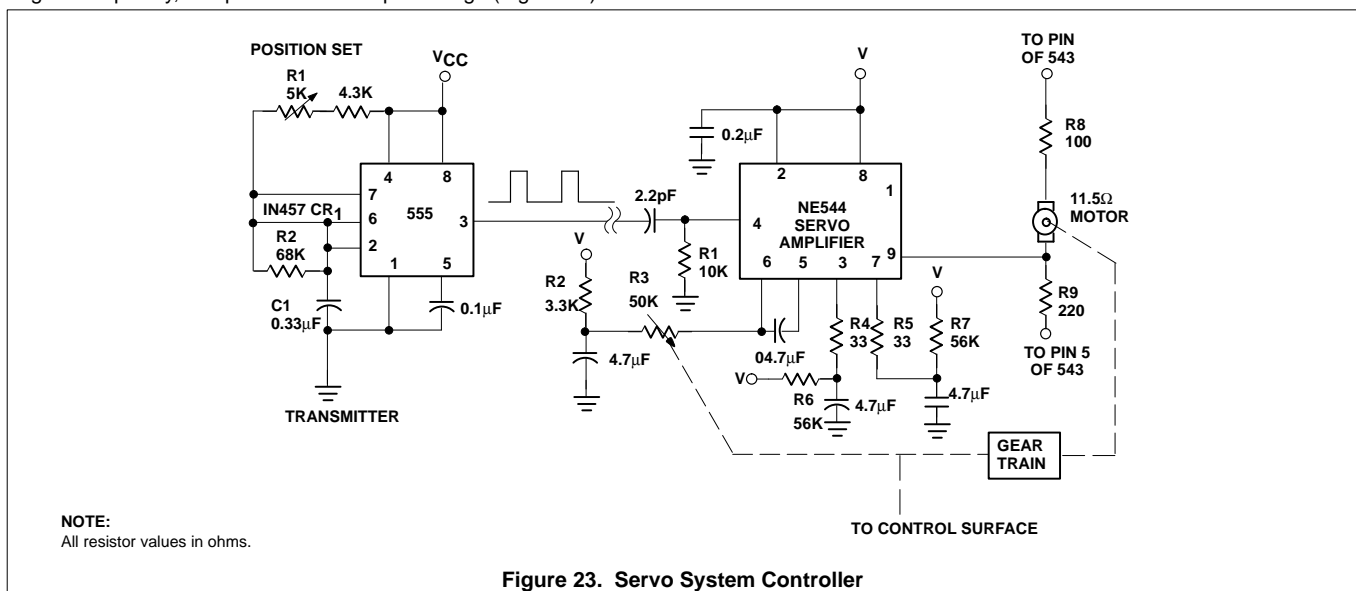 POSITION SET
R1
5K
4.3K
VCC
4
8
7
6
2
555
3
1
5
IN457 CR1
R2
68K
C1
0.33μF
0.1μF
TRANSMITTER
2.2pF
R1
10K
V
R2
3.3K
R3
50K
4.7μF
V
0.2μF
2
8
1
4
NE544
SERVO
AMPLIFIER
9
6
5
3
7
04.7μF
R4
33
R5
33
V
R7
56K
V
R6
56K
4.7μF
4.7μF
TO PIN
OF 543
R8
100
11.5Ω
MOTOR
R9
220
TO PIN 5
OF 543
GEAR
TRAIN
TO CONTROL SURFACE
NOTE:
All resistor values in ohms.
Figure 23. Servo System Controller